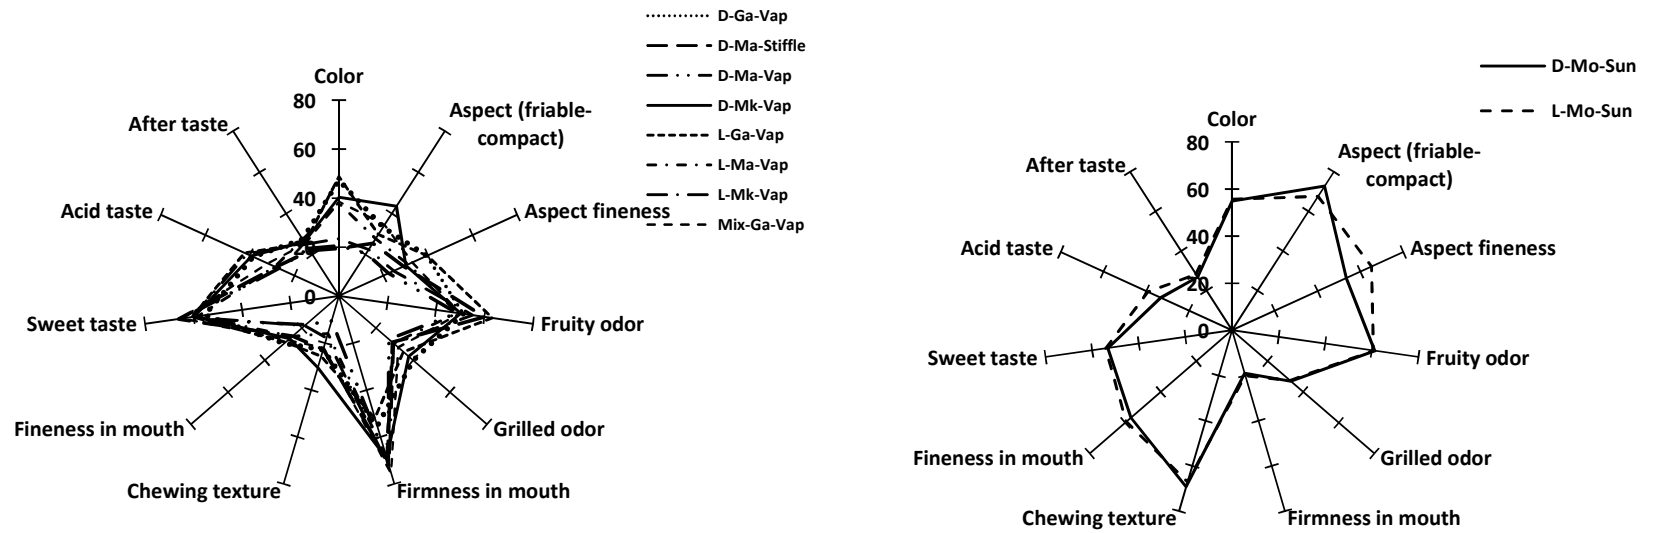 D-Ga-Vap
D-Ma-Stiffle
D-Ma-Vap
D-Mk-Vap
L-Ga-Vap
L-Ma-Vap
L-Mk-Vap
Mix-Ga-Vap
Color
80
60
40
20
0
Aspect (friable-
compact)
Aspect fineness
Fruity odor
Grilled odor
Firmness in mouth
Chewing texture
Fineness in mouth
Sweet taste
Acid taste
After taste
D-Mo-Sun
L-Mo-Sun
Color
80
60
40
20
0
Aspect (friable-
compact)
Aspect fineness
Fruity odor
Grilled odor
Firmness in mouth
Chewing texture
Fineness in mouth
Sweet taste
Acid taste
After taste